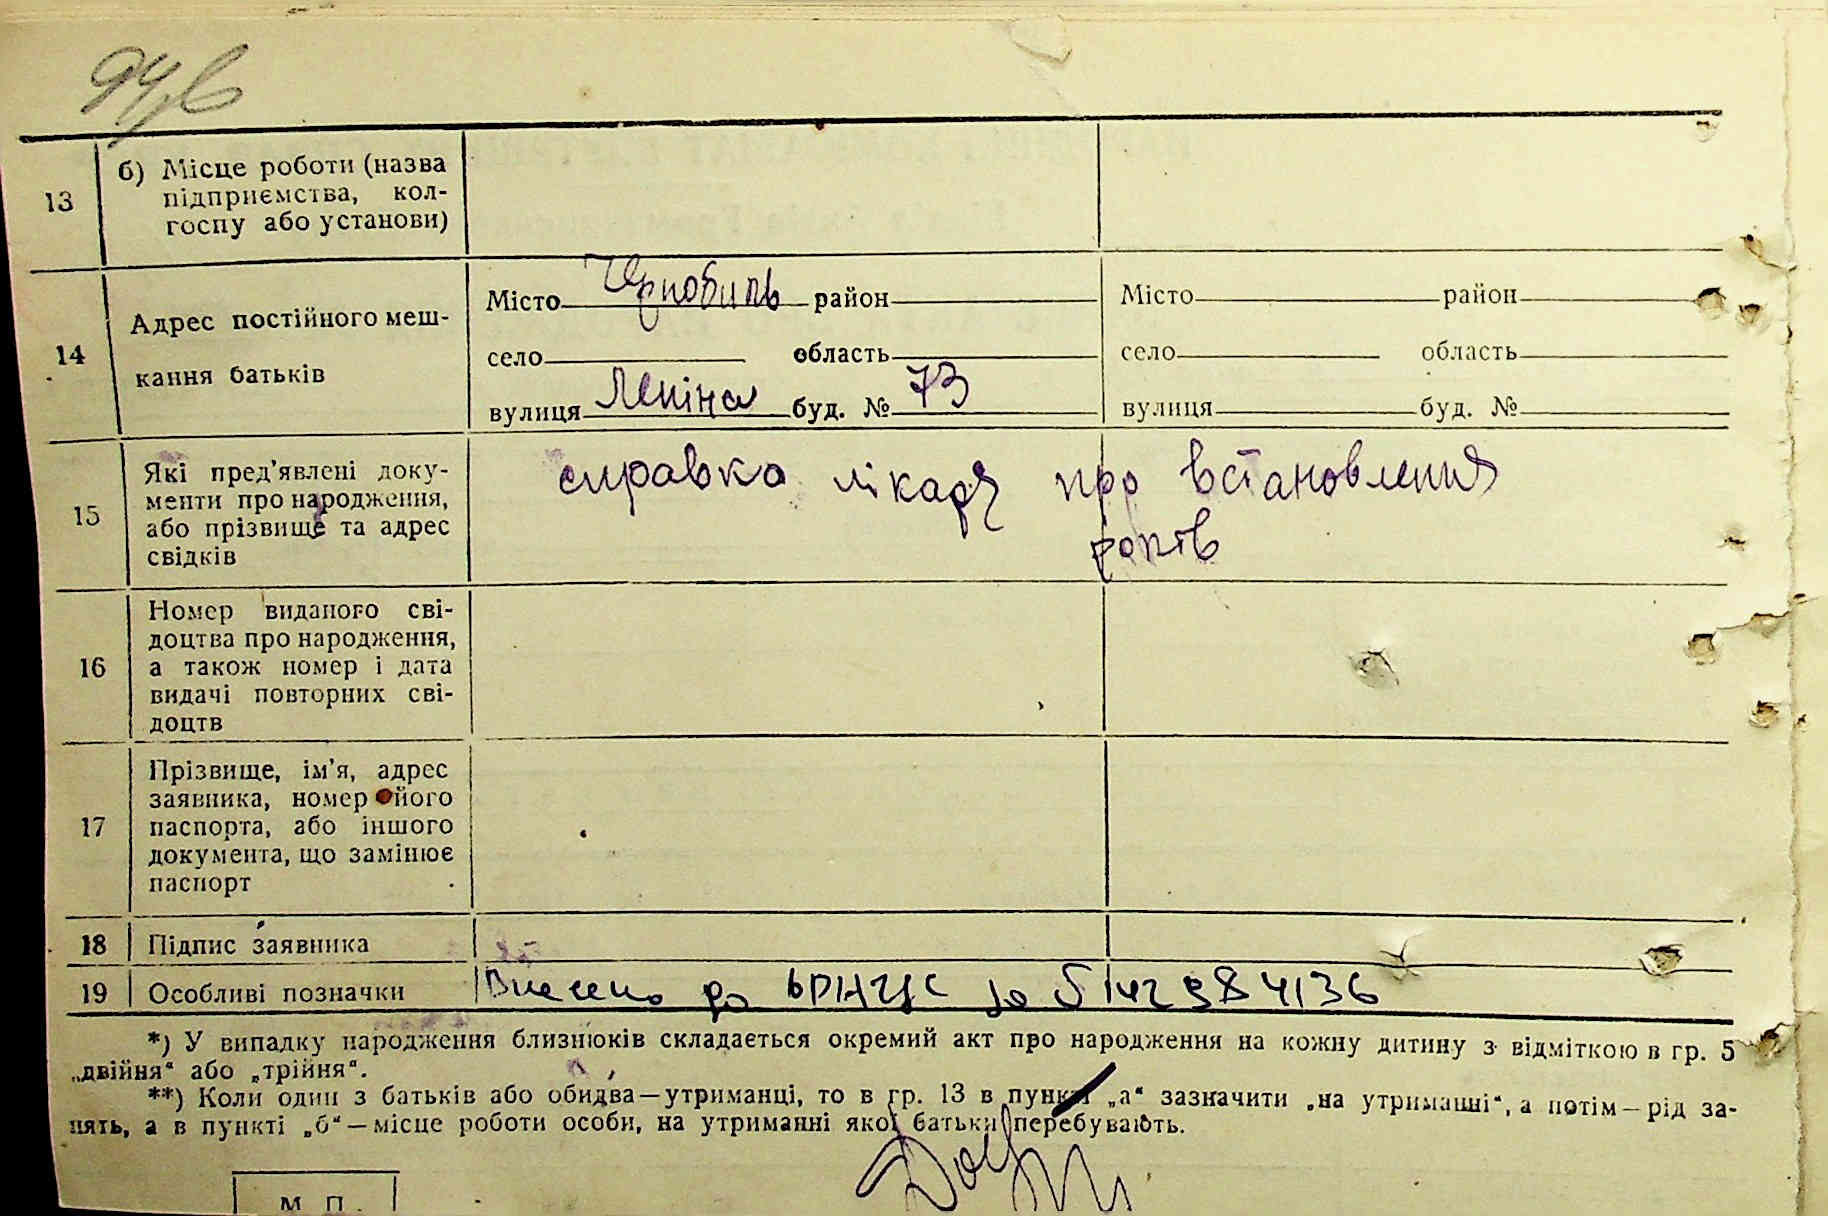 94
13
б) Місце роботи (назва
підприємства, кол-
госпу або установи)
14
Адрес постійного меш-
кання батьків
Місто Чорнобиль район
село область
вулиця Леніна буд. № 73
Місто район
село область
вулиця буд. №
15
Які пред'явлені доку-
менти про народження,
або прізвище та адрес
свідків
справка лікаря про встановлення
років
16
Номер виданого сві-
доцтва про народження,
а також номер і дата
видачі повторних сві-
доцтв
17
Прізвище, ім'я, адрес
заявника, номер його
паспорта, або іншого
документа, що замінює
паспорт
18 Підпис заявника
19 Особливі позначки Внесено до
*) У випадку народження близнюків складається окремий акт про народження на кожну дитину з відміткою в гр. 5
„двійня“ або „трійня“.
**) Коли один з батьків або обидва—утриманці, то в гр. 13 в пункті „а“ зазначити „на утриманні“, а потім—рід за-
нять, а в пункті „б“—місце роботи особи, на утриманні якої батьки перебувають.
М. П.